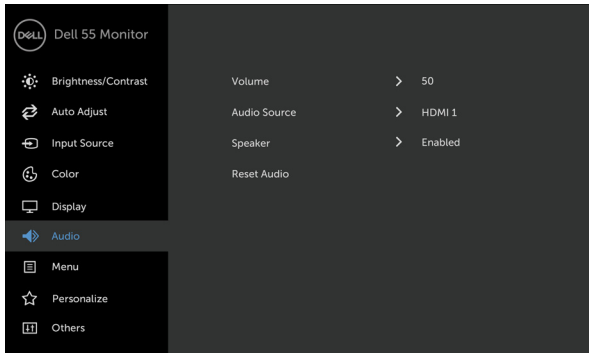 DELL Dell 55 Monitor
Brightness/Contrast
Auto Adjust
Input Source
Color
Display
Audio
Menu
Personalize
Others
Volume 50
Audio Source HDMI 1
Speaker Enabled
Reset Audio